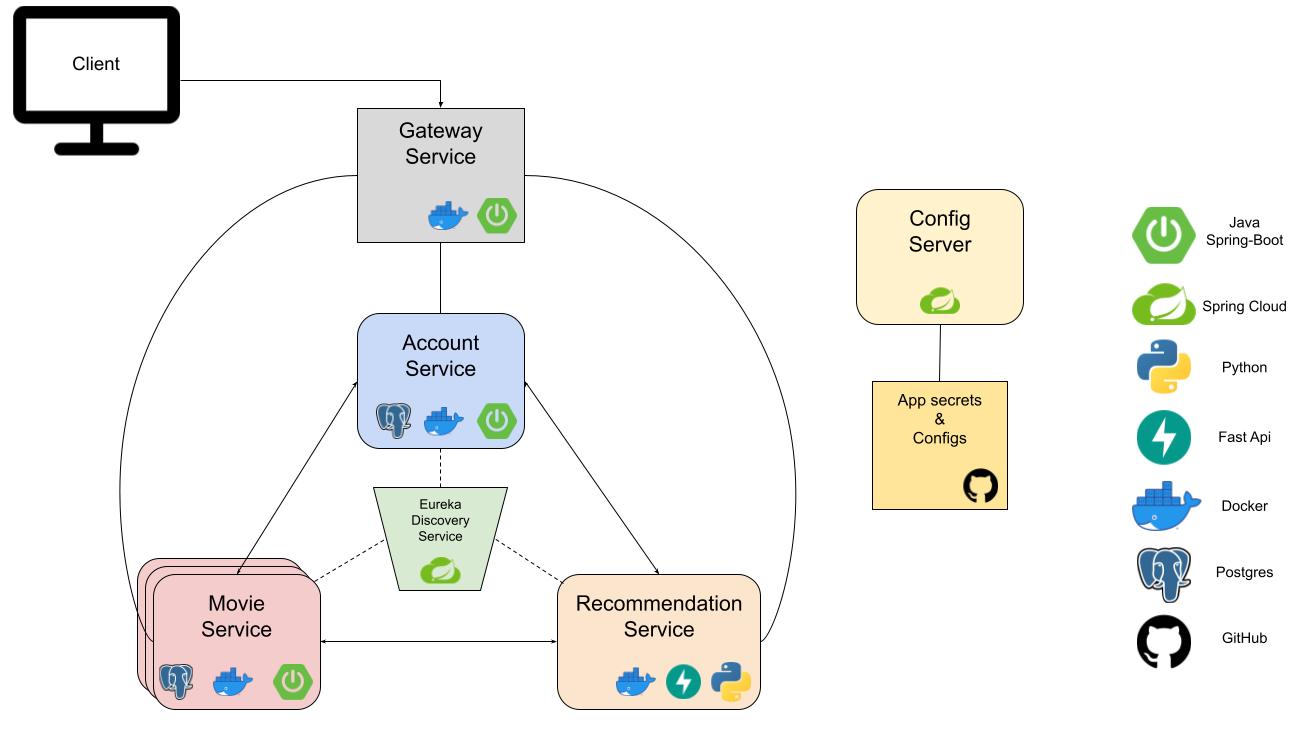 Client
Gateway
Service
Account
Service
Eureka
Discovery
Service
Movie
Service
Recommendation
Service
Config
Server
App secrets
&
Configs
Java
Spring-Boot
Spring Cloud
Python
Fast Api
Docker
Postgres
GitHub